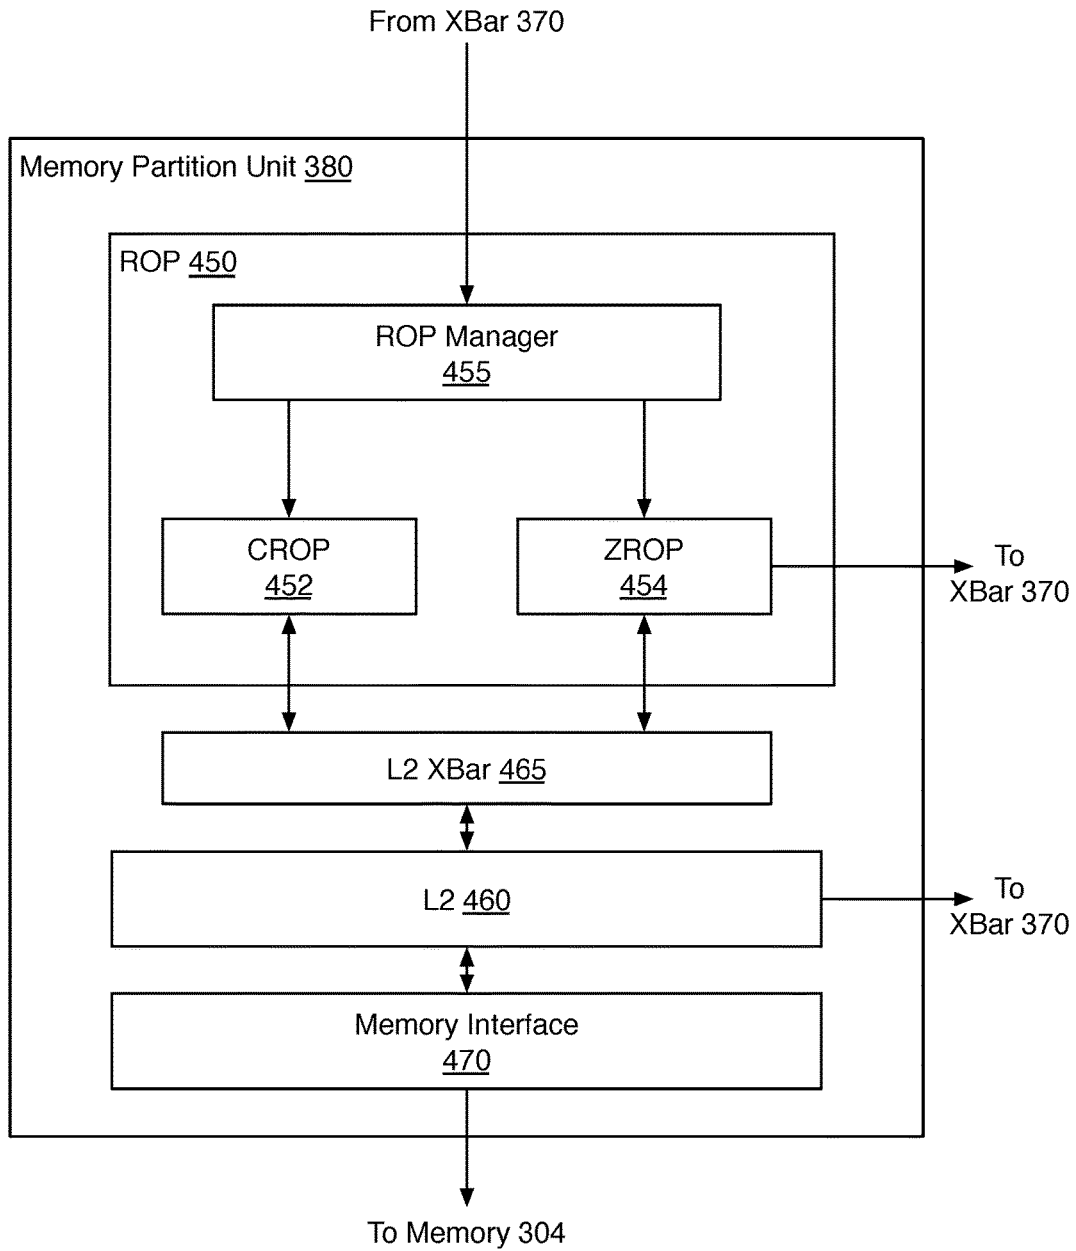 From XBar 370
Memory Partition Unit 380
ROP 450
ROP Manager
455
CROP
452
ZROP
454
To
XBar 370
L2 XBar 465
L2 460
To
XBar 370
Memory Interface
470
To Memory 304